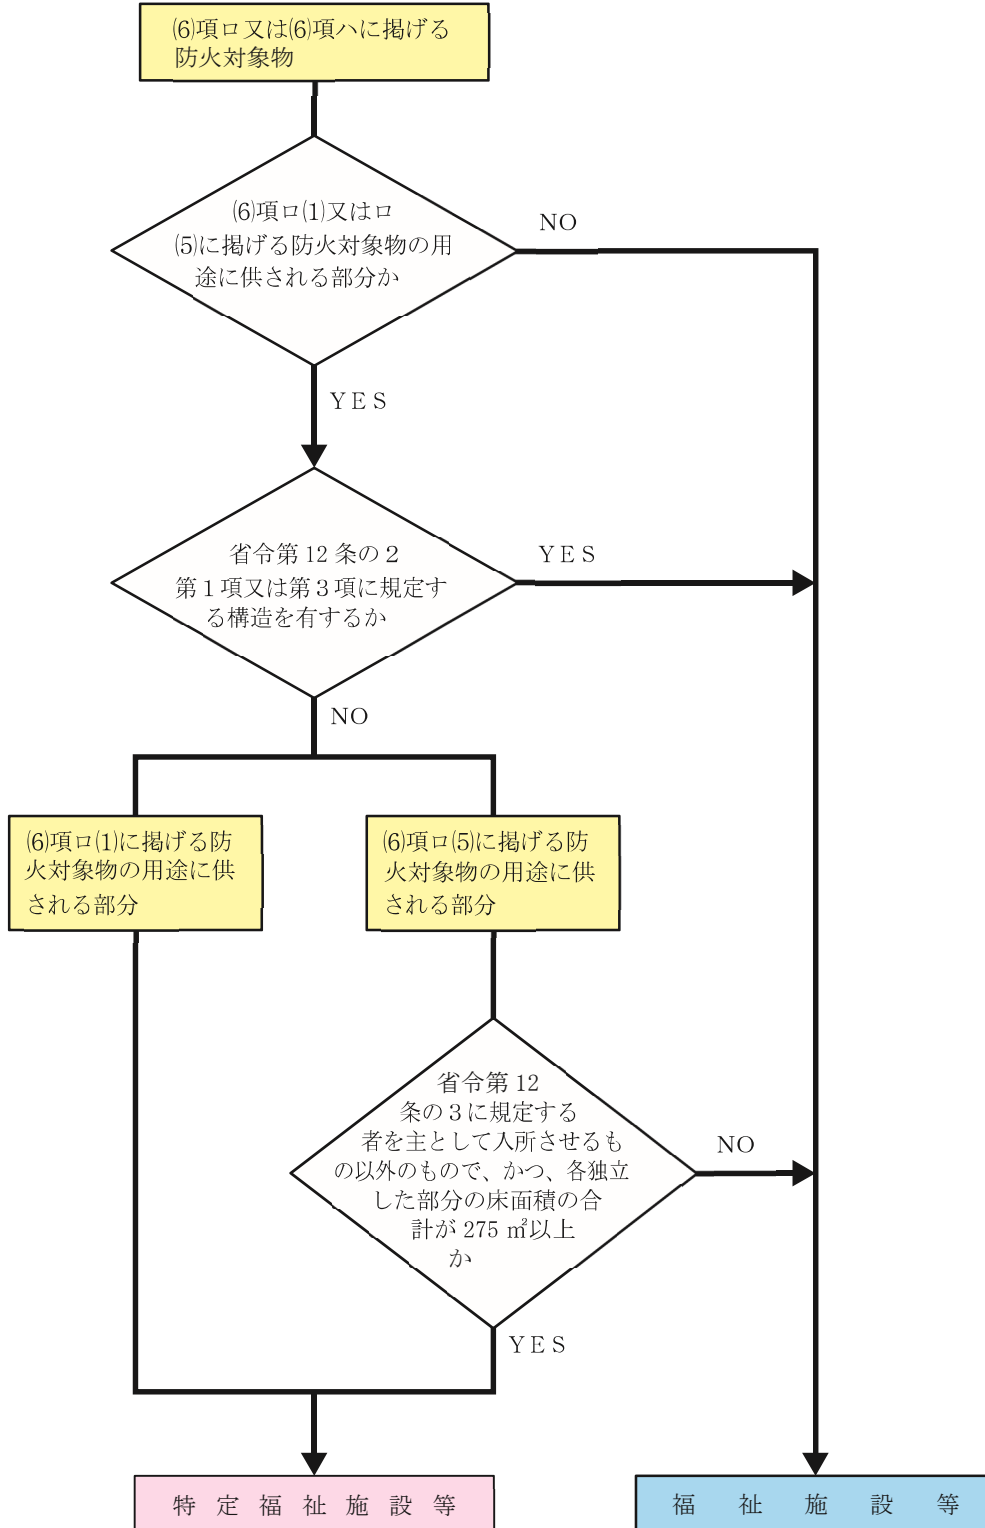 ⑹項ロ又は⑹項ハに掲げる
防火対象物
⑹項ロ⑴又はロ
⑸に掲げる防火対象物の用
途に供される部分か
NO
YES
省令第 12 条の２
第１項又は第３項に規定す
る構造を有するか
YES
NO
⑹項ロ⑴に掲げる防
火対象物の用途に供
される部分
⑹項ロ⑸に掲げる防
火対象物の用途に供
される部分
省令第 12
条の３に規定する
者を主として入所させるも
の以外のもので、かつ、各独立
した部分の床面積の合
計が 275 ㎡以上
か
NO
YES
特定福祉施設等
福祉施設等